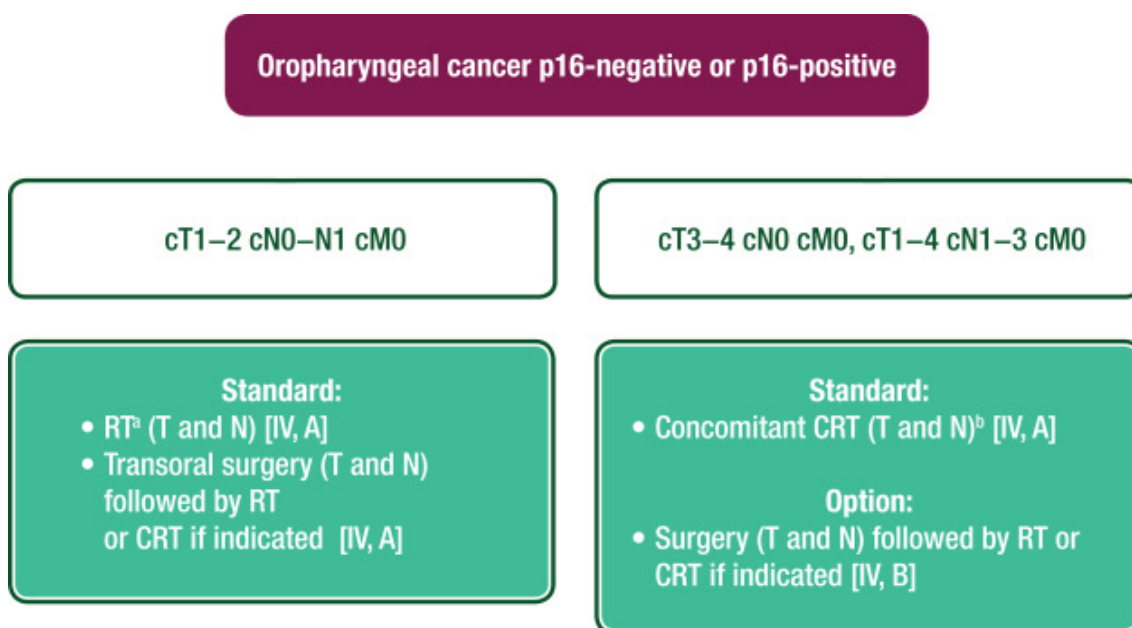 Oropharyngeal cancer p16-negative or p16-positive
cT1–2 cN0–N1 cM0
Standard:
• RTᵃ (T and N) [IV, A]
• Transoral surgery (T and N)
followed by RT
or CRT if indicated [IV, A]
cT3–4 cN0 cM0, cT1–4 cN1–3 cM0
Standard:
• Concomitant CRT (T and N)ᵇ [IV, A]
Option:
• Surgery (T and N) followed by RT or
CRT if indicated [IV, B]